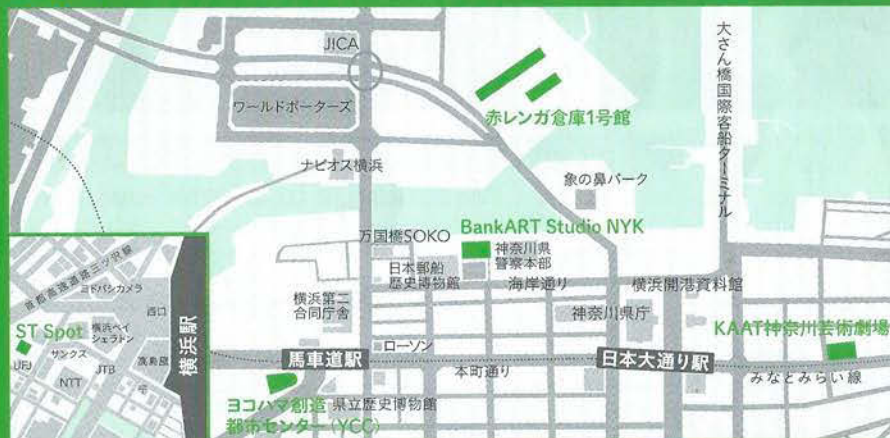 JICA
ワールドポーターズ
ナビオス横浜
赤レンガ倉庫1号館
大さん橋国際客船ターミナル
象の鼻パーク
BankART Studio NYK
万国橋SOKO
神奈川県
警察本部
日本郵船
歴史博物館
海岸通り
横浜開港資料館
横浜第二
合同庁舎
神奈川県庁
KAAT神奈川芸術劇場
ローソン
馬車道駅
日本大通り駅
本町通り
みなとみらい線
ヨコハマ創造
都市センター(YCC)
県立歴史博物館
首都高速道路三ツ沢線
ヨドバシカメラ
西口
ST Spot
横浜ベイ
シェラトン
サンクス
UFJ
NTT
JTB
高島屋
横浜駅